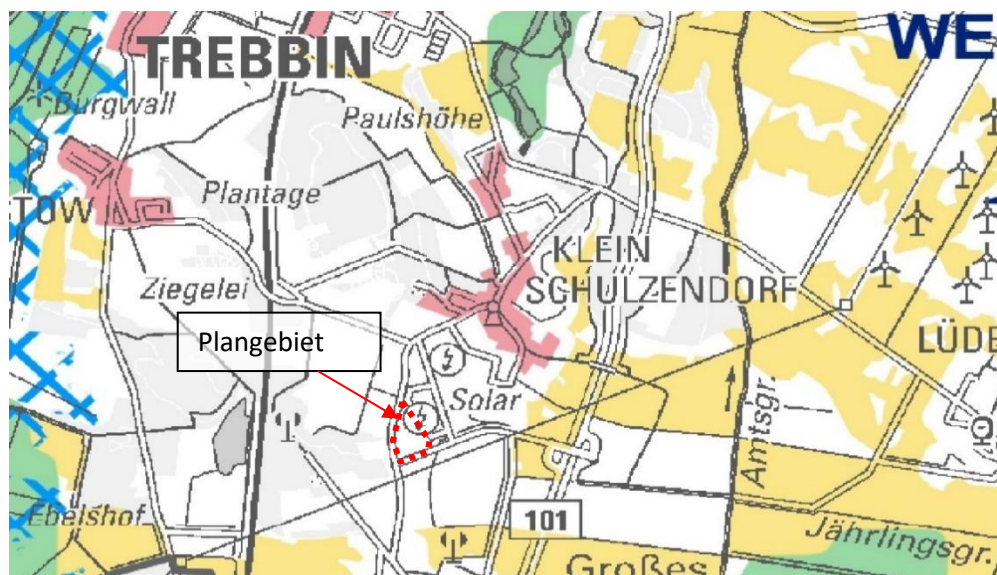 WE
TREBBIN
Burgwall
Paulshöhe
Plantage
TOW
KLEIN
SCHULZENDORF
Ziegelei
Plangebiet
LÜDE
Solar
Amtsgr.
101
Ebelshof
Jährlingsgr.
Großes